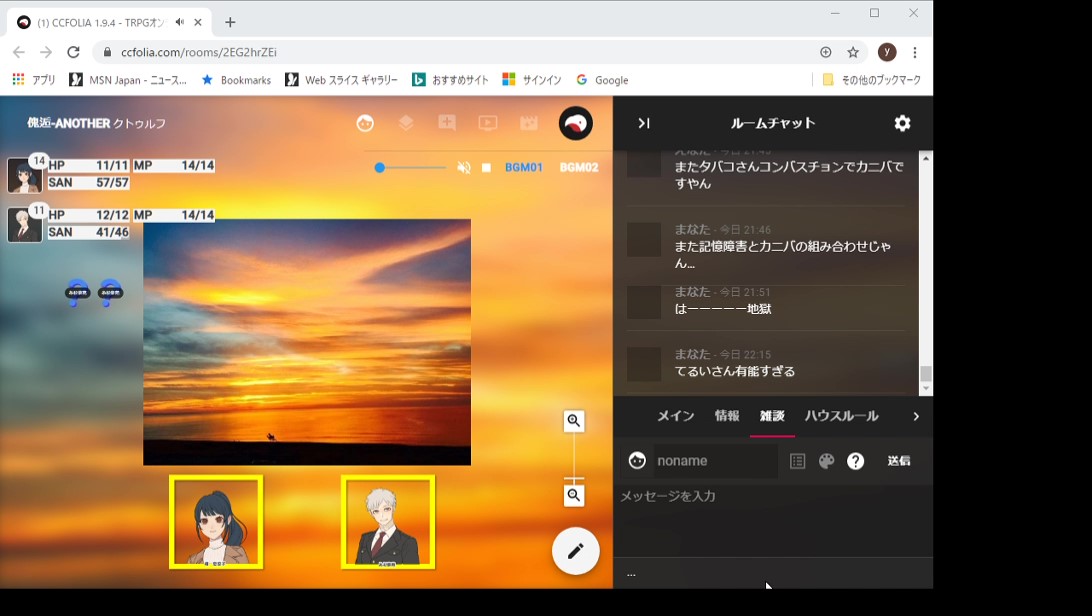 (1) CCFOLIA 1.9.4 - TRPGオン
ccfolia.com/rooms/2EG2hrZEi
y
アプリ
MSN Japan - ニュース...
Bookmarks
Web スライス ギャラリー
おすすめサイト
サインイン
Google
その他のブックマーク
傀逅-ANOTHER クトゥルフ
ルームチャット
14
HP 11/11 MP 14/14
SAN 57/57
11
HP 12/12 MP 14/14
SAN 41/46
BGM01
BGM02
またタバコさんコンバスチョンでカニバで
すやん
まなた - 今日 21:46
また記憶障害とカニバの組み合わせじゃ
ん...
まなた - 今日 21:51
はーーーーー地獄
まなた - 今日 22:15
てるいさん有能すぎる
メイン
情報
雑談
ハウスルール
noname
送信
メッセージを入力
...